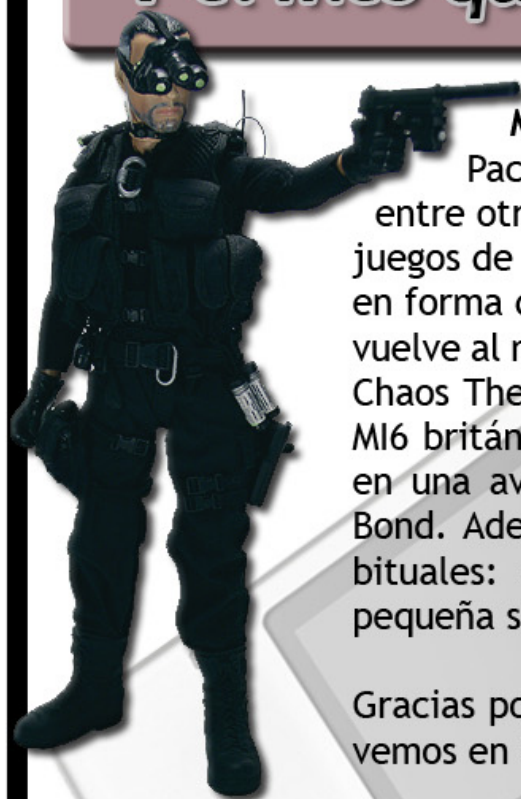 Pac
entre otr
juegos de
en forma d
vuelve al r
Chaos The
MI6 británi
en una av
Bond. Ade
bituales:
pequeña s
Gracias po
vemos en